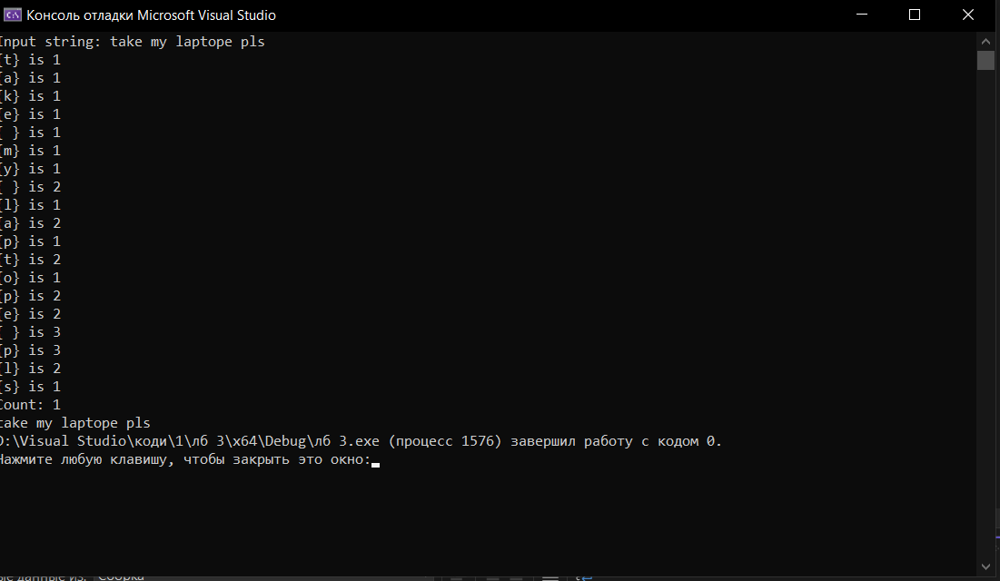 Консоль отладки Microsoft Visual Studio
Input string: take my laptope pls
[t} is 1
[a} is 1
[k} is 1
[e} is 1
[ } is 1
[m} is 1
[y} is 1
[ } is 2
[l} is 1
[a} is 2
[p} is 1
[t} is 2
[o} is 1
[p} is 2
[e} is 2
[ } is 3
[p} is 3
[l} is 2
[s} is 1
Count: 1
take my laptope pls
D:\Visual Studio\коди\1\лб 3\x64\Debug\лб 3.exe (процесс 1576) завершил работу с кодом 0.
Нажмите любую клавишу, чтобы закрыть это окно: